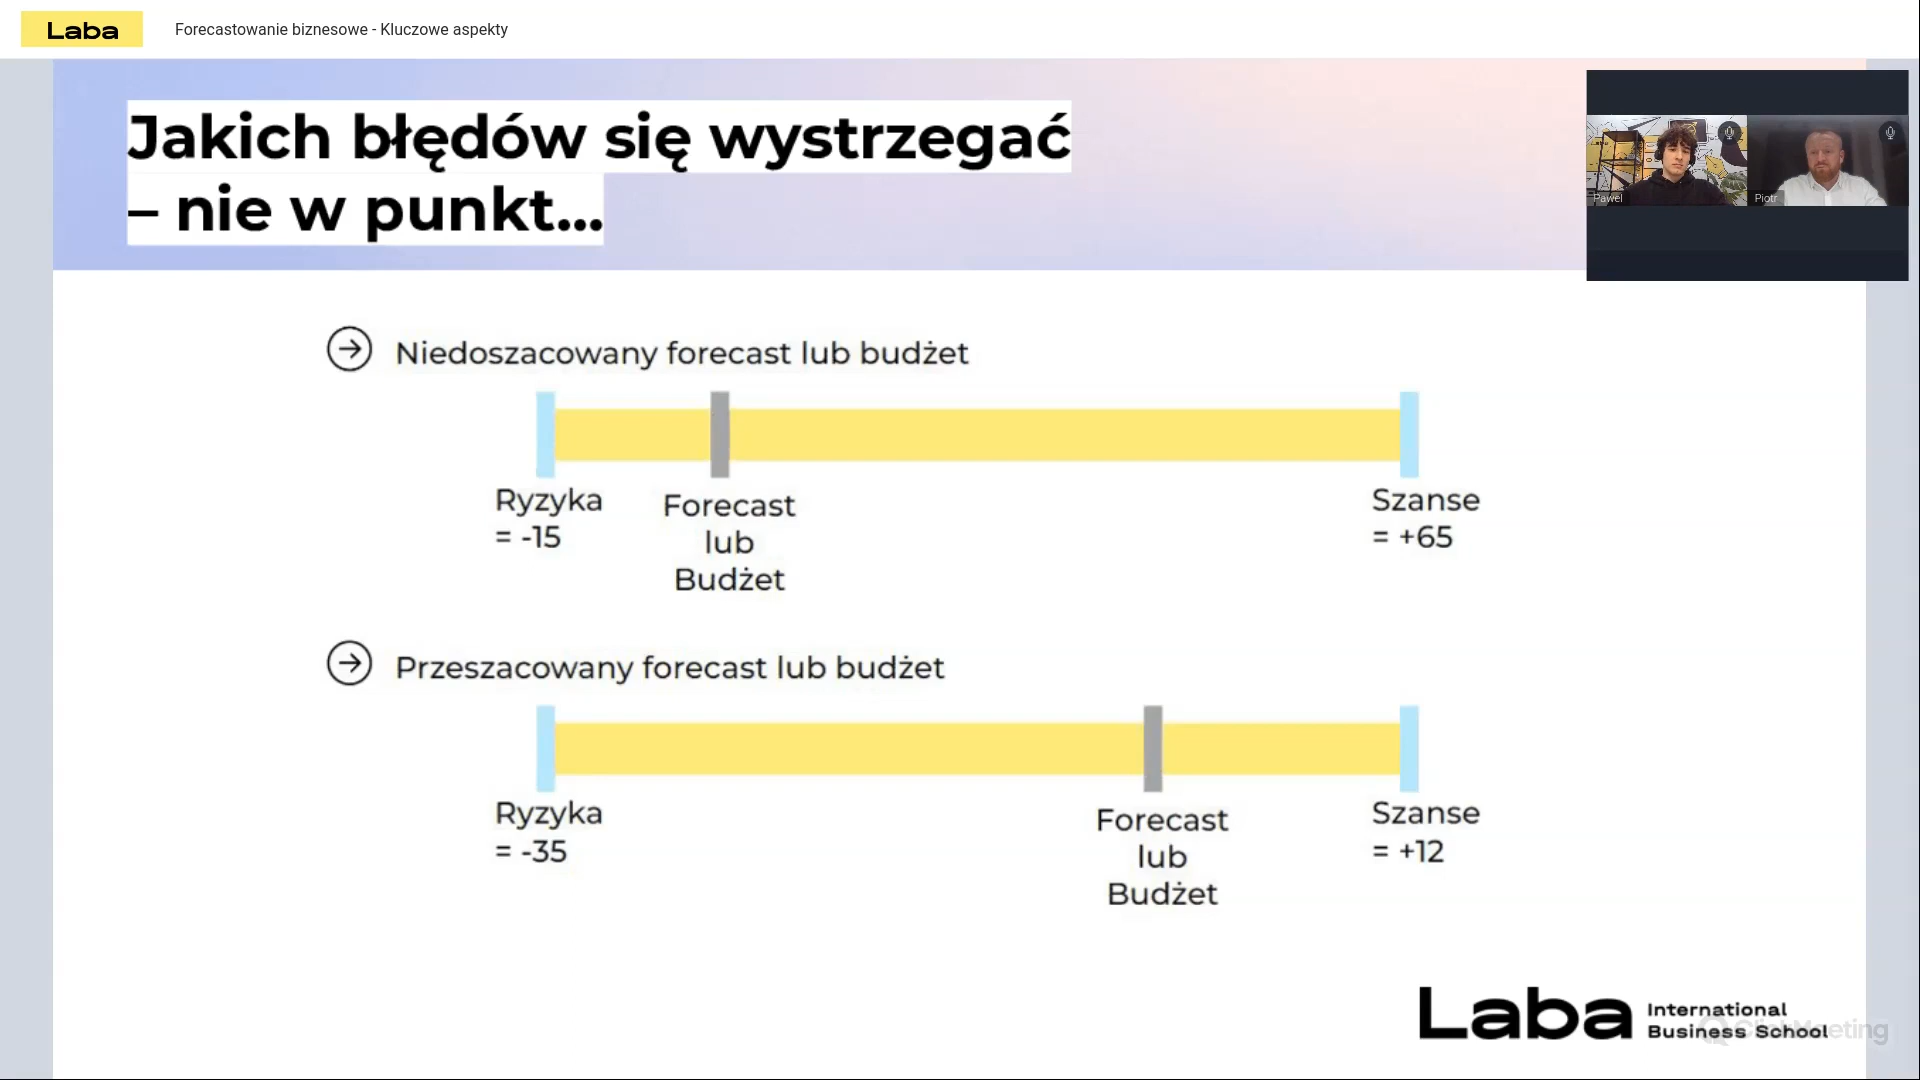 Laba
Forecastowanie biznesowe - Kluczowe aspekty
Jakich błędów się wystrzegać
– nie w punkt...
Paweł
Piotr
Niedoszacowany forecast lub budżet
Ryzyka
= -15
Forecast
lub
Budżet
Szanse
= +65
Przeszacowany forecast lub budżet
Ryzyka
= -35
Forecast
lub
Budżet
Szanse
= +12
Laba
International
Business School
ClickMeeting